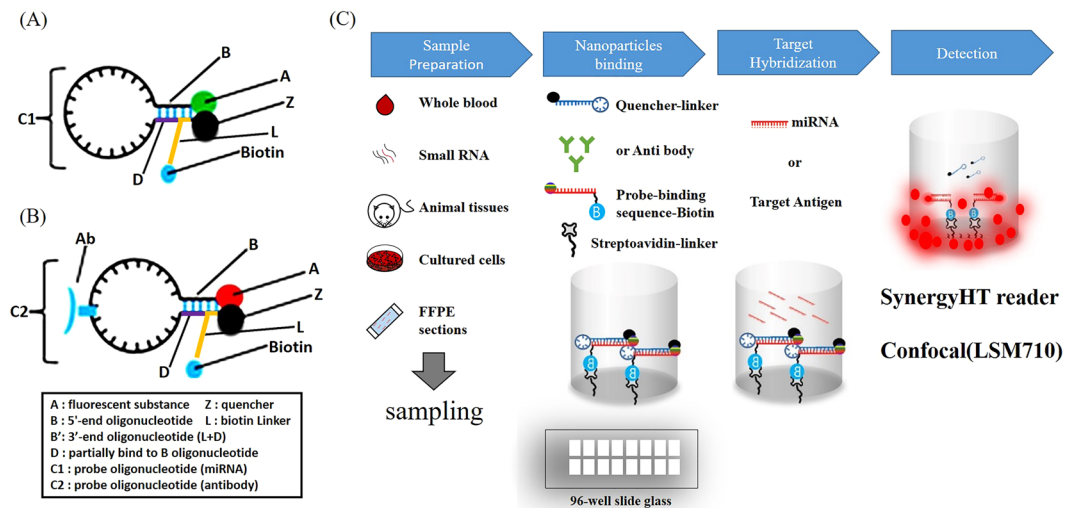 (A)
B
A
Z
C1
L
Biotin
D
(B)
Ab
B
A
Z
C2
L
Biotin
D
A : fluorescent substance Z : quencher
B : 5'-end oligonucleotide L : biotin Linker
B': 3'-end oligonucleotide (L+D)
D : partially bind to B oligonucleotide
C1 : probe oligonucleotide (miRNA)
C2 : probe oligonucleotide (antibody)
(C)
Sample
Preparation
Whole blood
Small RNA
Animal tissues
Cultured cells
FFPE
sections
sampling
Nanoparticles
binding
Quencher-linker
or Anti body
Probe-binding
sequence-Biotin
B
Streptoavidin-linker
B
B
96-well slide glass
Target
Hybridization
miRNA
or
Target Antigen
B
B
Detection
B
B
SynergyHT reader
Confocal(LSM710)